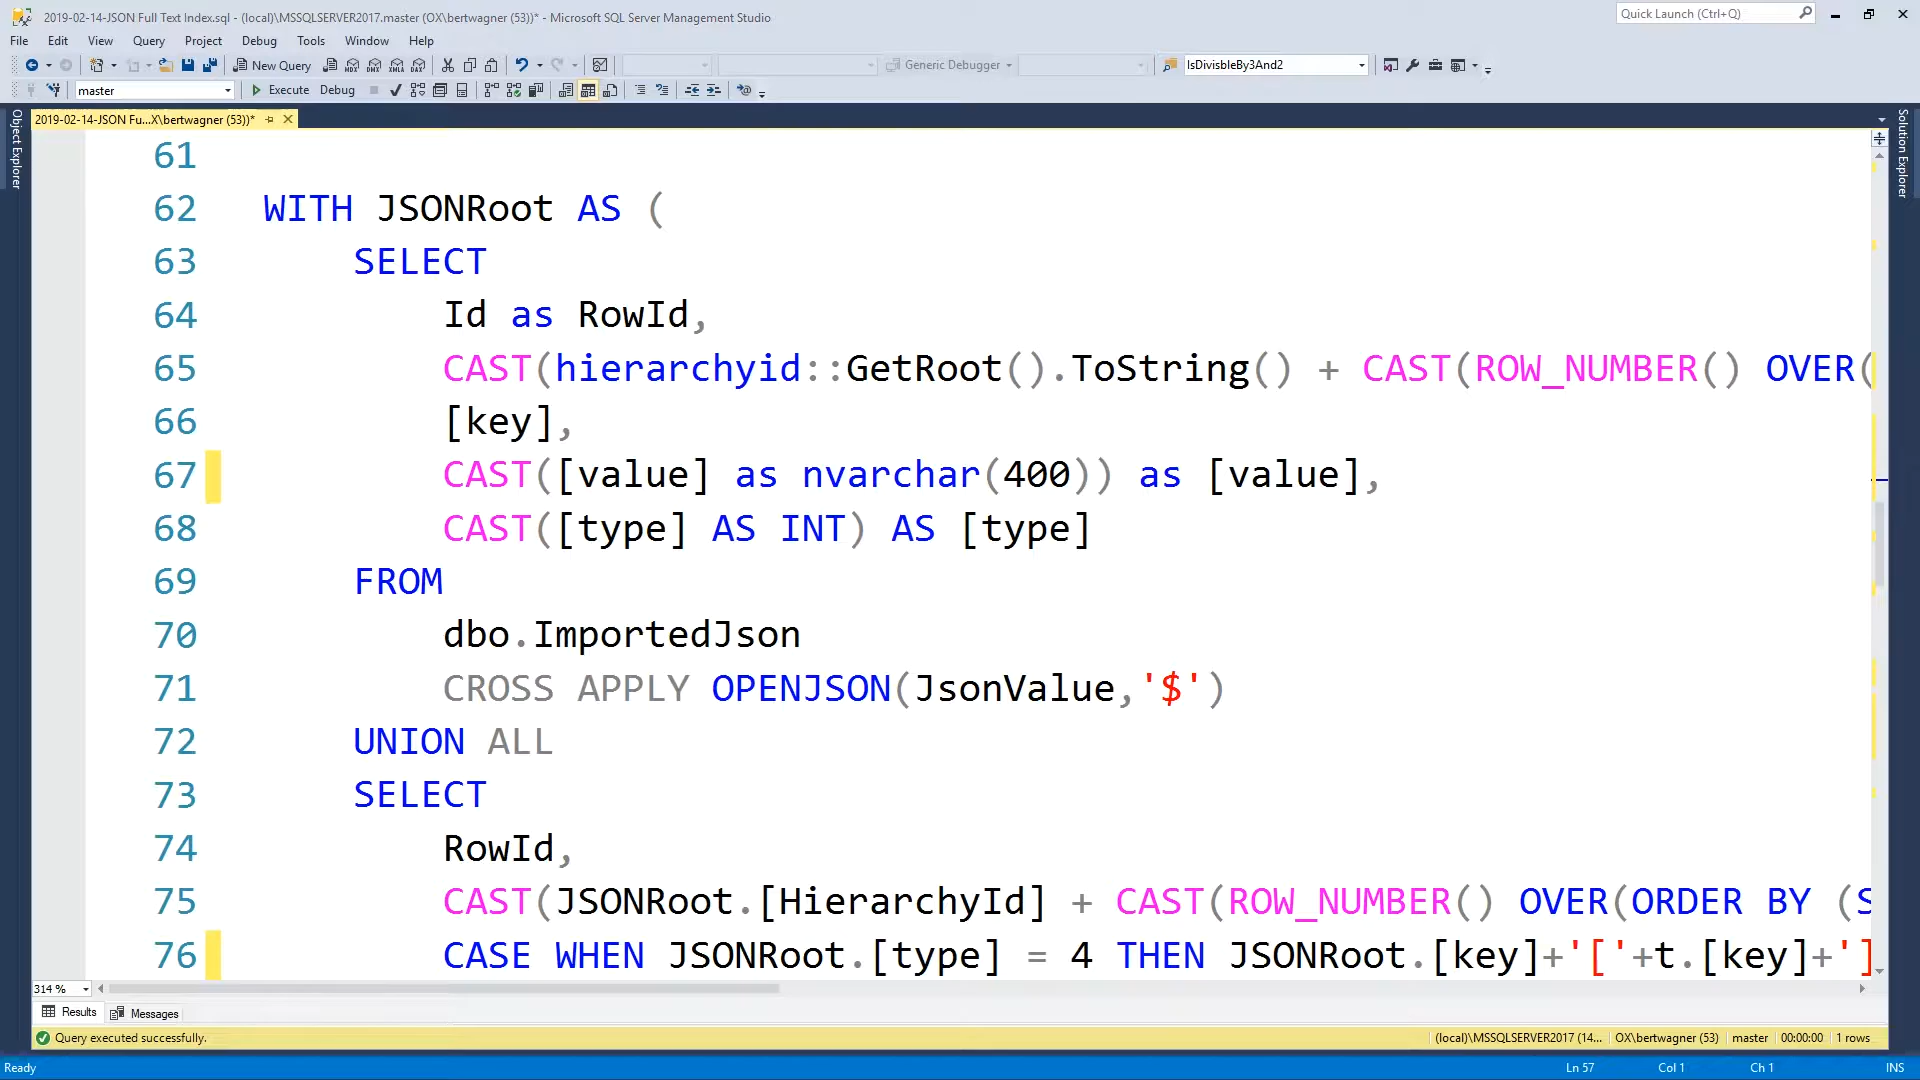 2019-02-14-JSON Full Text Index.sql - (local)\MSSQLSERVER2017.master (OX\bertwagner (53))* - Microsoft SQL Server Management Studio
Quick Launch (Ctrl+Q)
File Edit View Query Project Debug Tools Window Help
New Query
Generic Debugger
IsDivisbleBy3And2
master
Execute Debug
2019-02-14-JSON Fu...X\bertwagner (53))*
Object Explorer
Solution Explorer
61
62 WITH JSONRoot AS (
63 SELECT
64 Id as RowId,
65 CAST(hierarchyid::GetRoot().ToString() + CAST(ROW_NUMBER() OVER(
66 [key],
67 CAST([value] as nvarchar(400)) as [value],
68 CAST([type] AS INT) AS [type]
69 FROM
70 dbo.ImportedJson
71 CROSS APPLY OPENJSON(JsonValue,'$')
72 UNION ALL
73 SELECT
74 RowId,
75 CAST(JSONRoot.[HierarchyId] + CAST(ROW_NUMBER() OVER(ORDER BY (S
76 CASE WHEN JSONRoot.[type] = 4 THEN JSONRoot.[key]+'['+t.[key]+']
314 %
Results Messages
Query executed successfully.
(local)\MSSQLSERVER2017 (14... OX\bertwagner (53) master 00:00:00 1 rows
Ready
Ln 57 Col 1 Ch 1 INS